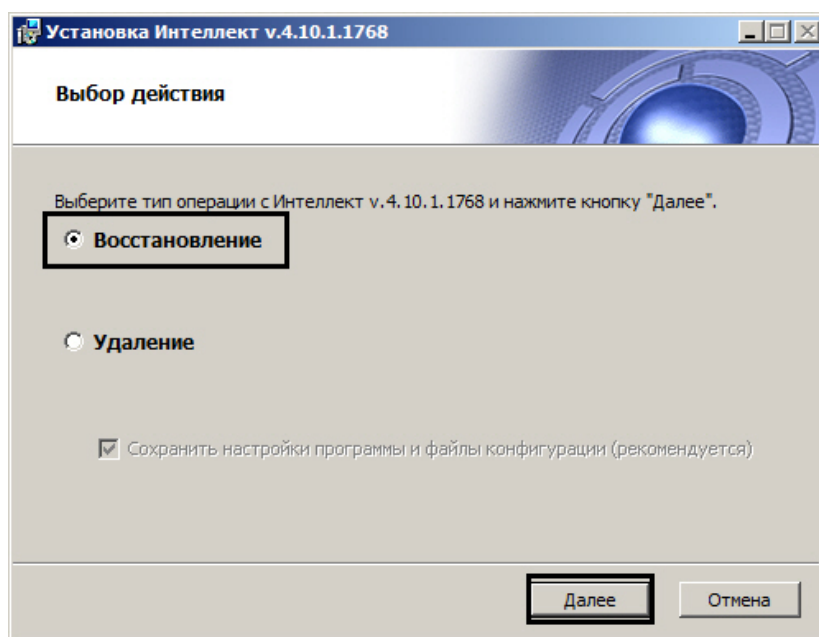 Установка Интеллект v.4.10.1.1768
Выбор действия
Выберите тип операции с Интеллект v.4.10.1.1768 и нажмите кнопку "Далее".
Восстановление
Удаление
Сохранить настройки программы и файлы конфигурации (рекомендуется)
Далее Отмена